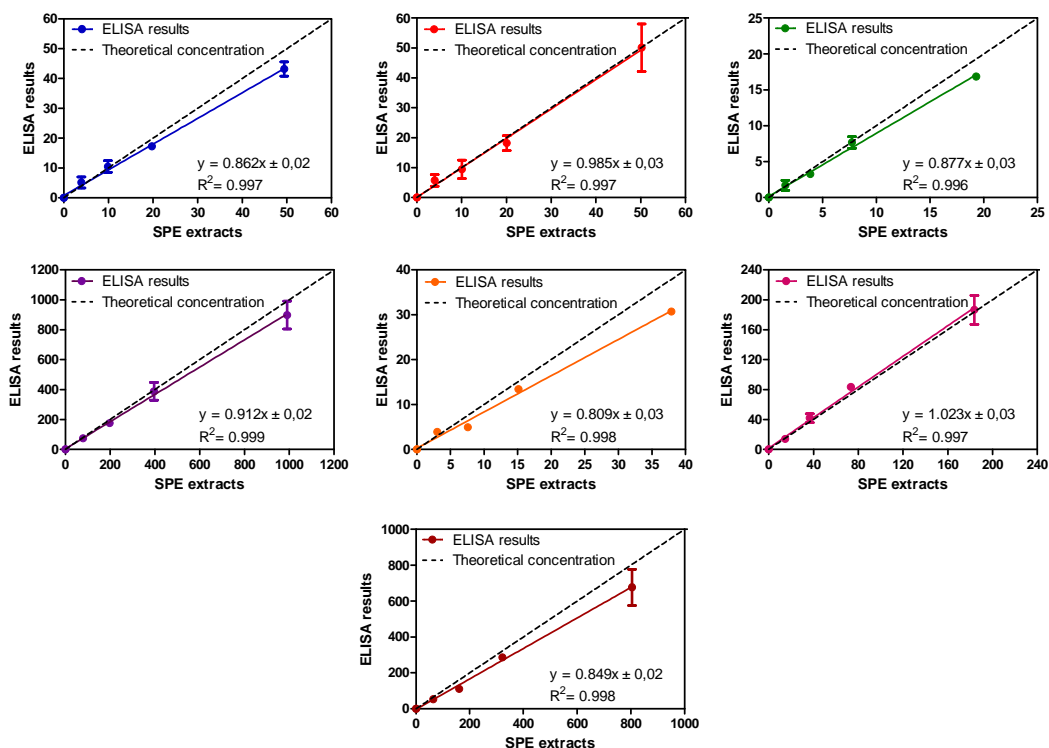 ELISA results
Theoretical concentration
60
50
40
30
20
10
0
ELISA results
y = 0.862x ± 0,02
R2= 0.997
0 10 20 30 40 50 60
SPE extracts
ELISA results
Theoretical concentration
60
50
40
30
20
10
0
ELISA results
y = 0.985x ± 0,03
R2= 0.997
0 10 20 30 40 50 60
SPE extracts
ELISA results
Theoretical concentration
25
20
15
10
5
0
ELISA results
y = 0.877x ± 0,03
R2= 0.996
0 5 10 15 20 25
SPE extracts
ELISA results
Theoretical concentration
1200
1000
800
600
400
200
0
ELISA results
y = 0.912x ± 0,02
R2= 0.999
0 200 400 600 800 1000 1200
SPE extracts
ELISA results
Theoretical concentration
40
30
20
10
0
ELISA results
y = 0.809x ± 0,03
R2= 0.998
0 5 10 15 20 25 30 35 40
SPE extracts
ELISA results
Theoretical concentration
240
200
160
120
80
40
0
ELISA results
y = 1.023x ± 0,03
R2= 0.997
0 40 80 120 160 200 240
SPE extracts
ELISA results
Theoretical concentration
1000
800
600
400
200
0
ELISA results
y = 0.849x ± 0,02
R2= 0.998
0 200 400 600 800 1000
SPE extracts